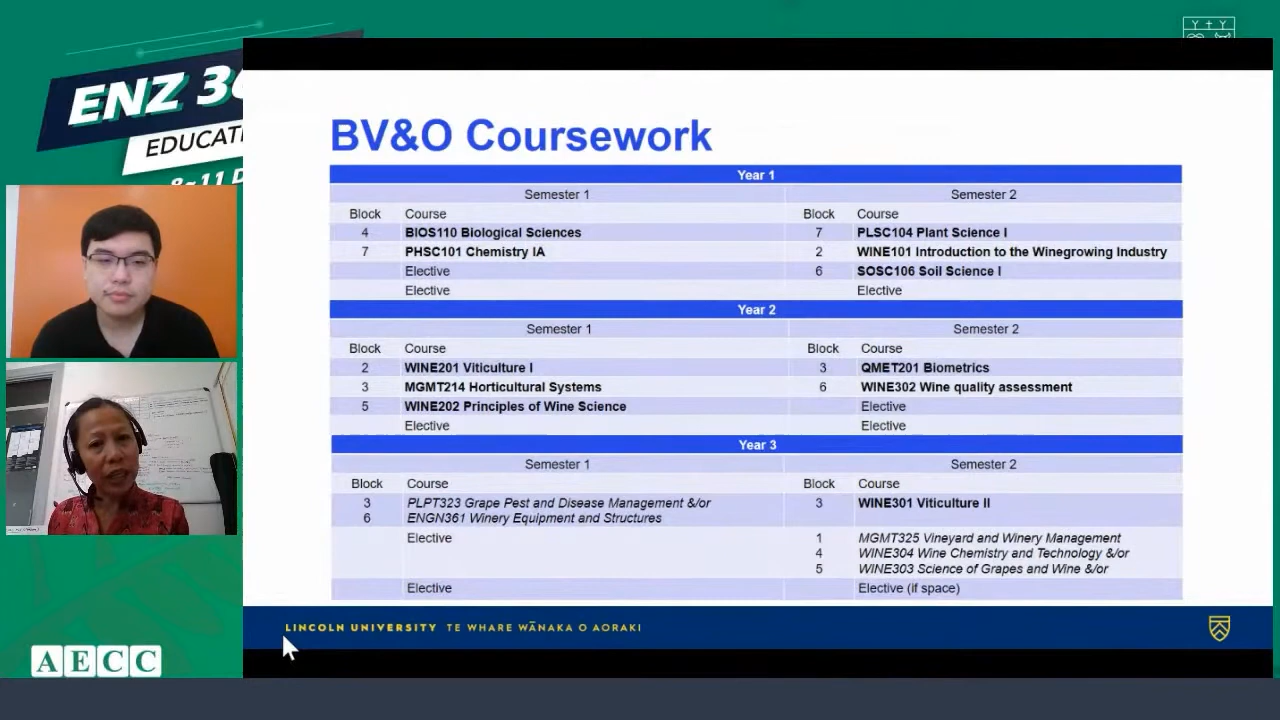 ENZ 36
EDUCATI
8-11 D
BV&O Coursework
Year 1
Semester 1 Semester 2
Block Course Block Course
4 BIOS110 Biological Sciences 7 PLSC104 Plant Science I
7 PHSC101 Chemistry IA 2 WINE101 Introduction to the Winegrowing Industry
Elective 6 SOSC106 Soil Science I
Elective Elective
Year 2
Semester 1 Semester 2
Block Course Block Course
2 WINE201 Viticulture I 3 QMET201 Biometrics
3 MGMT214 Horticultural Systems 6 WINE302 Wine quality assessment
5 WINE202 Principles of Wine Science Elective
Elective Elective
Year 3
Semester 1 Semester 2
Block Course Block Course
3 PLPT323 Grape Pest and Disease Management &/or 3 WINE301 Viticulture II
6 ENGN361 Winery Equipment and Structures
Elective 1 MGMT325 Vineyard and Winery Management
4 WINE304 Wine Chemistry and Technology &/or
5 WINE303 Science of Grapes and Wine &/or
Elective Elective (if space)
LINCOLN UNIVERSITY TE WHARE WĀNAKA O AORAKI
AECC